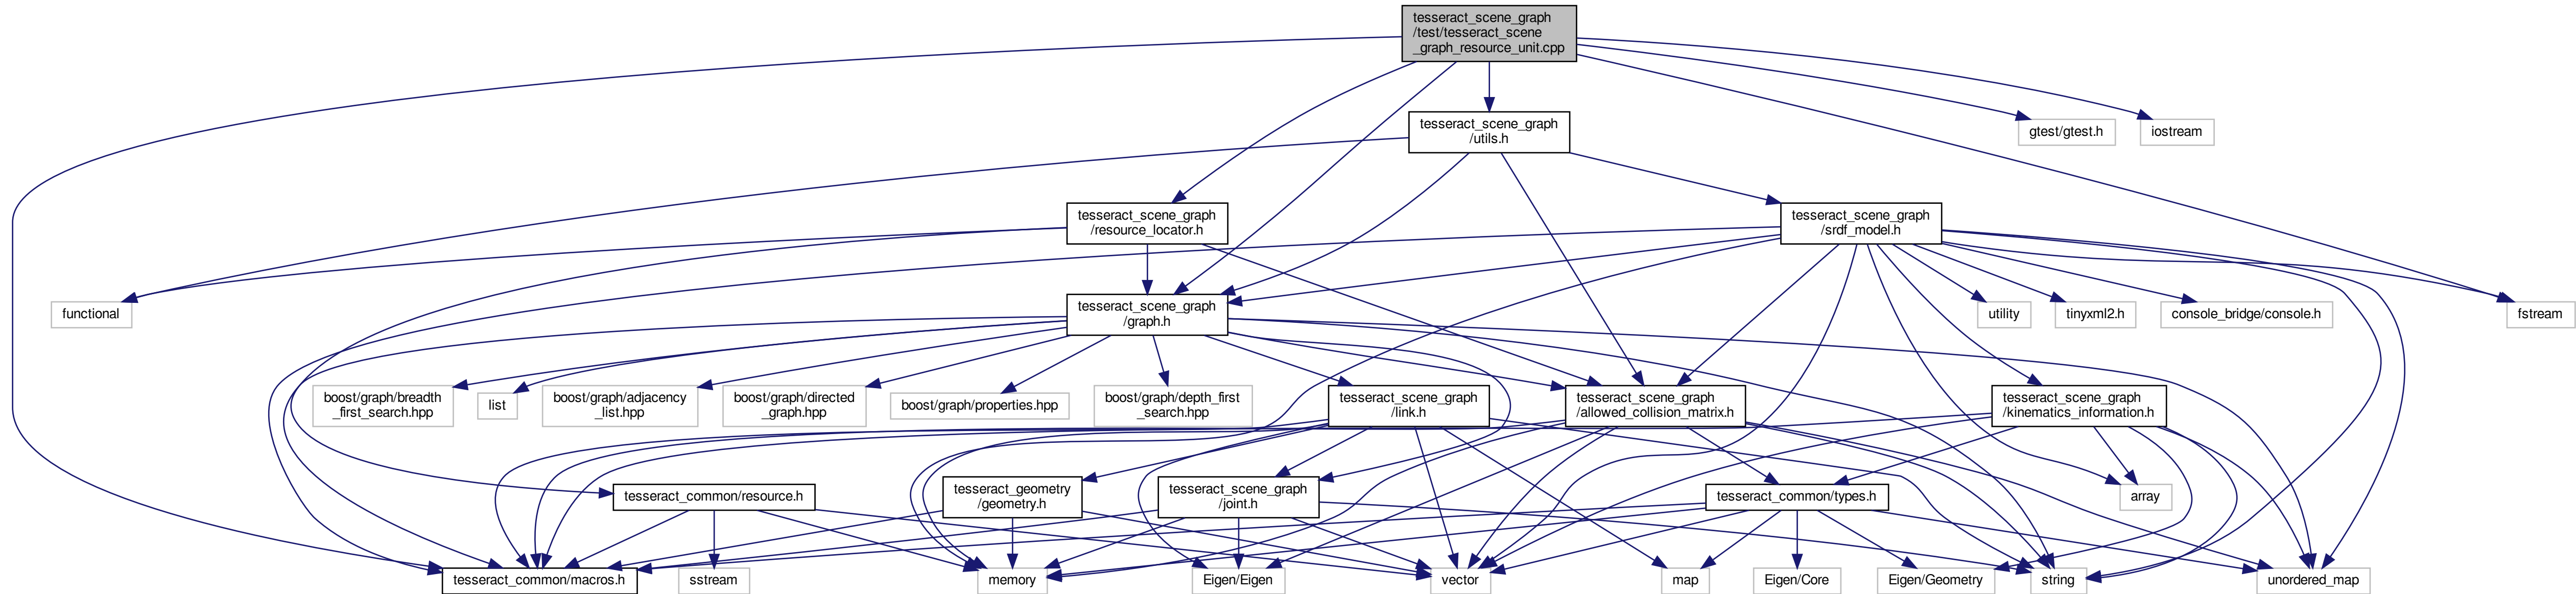 tesseract_scene_graph
/test/tesseract_scene
_graph_resource_unit.cpp
tesseract_scene_graph
/utils.h
gtest/gtest.h
iostream
tesseract_scene_graph
/resource_locator.h
tesseract_scene_graph
/srdf_model.h
functional
tesseract_scene_graph
/graph.h
utility
tinyxml2.h
console_bridge/console.h
fstream
boost/graph/breadth
_first_search.hpp
list
boost/graph/adjacency
_list.hpp
boost/graph/directed
_graph.hpp
boost/graph/properties.hpp
boost/graph/depth_first
_search.hpp
tesseract_scene_graph
/link.h
tesseract_scene_graph
/allowed_collision_matrix.h
tesseract_scene_graph
/kinematics_information.h
tesseract_common/resource.h
tesseract_geometry
/geometry.h
tesseract_scene_graph
/joint.h
tesseract_common/types.h
array
tesseract_common/macros.h
sstream
memory
Eigen/Eigen
vector
map
Eigen/Core
Eigen/Geometry
string
unordered_map